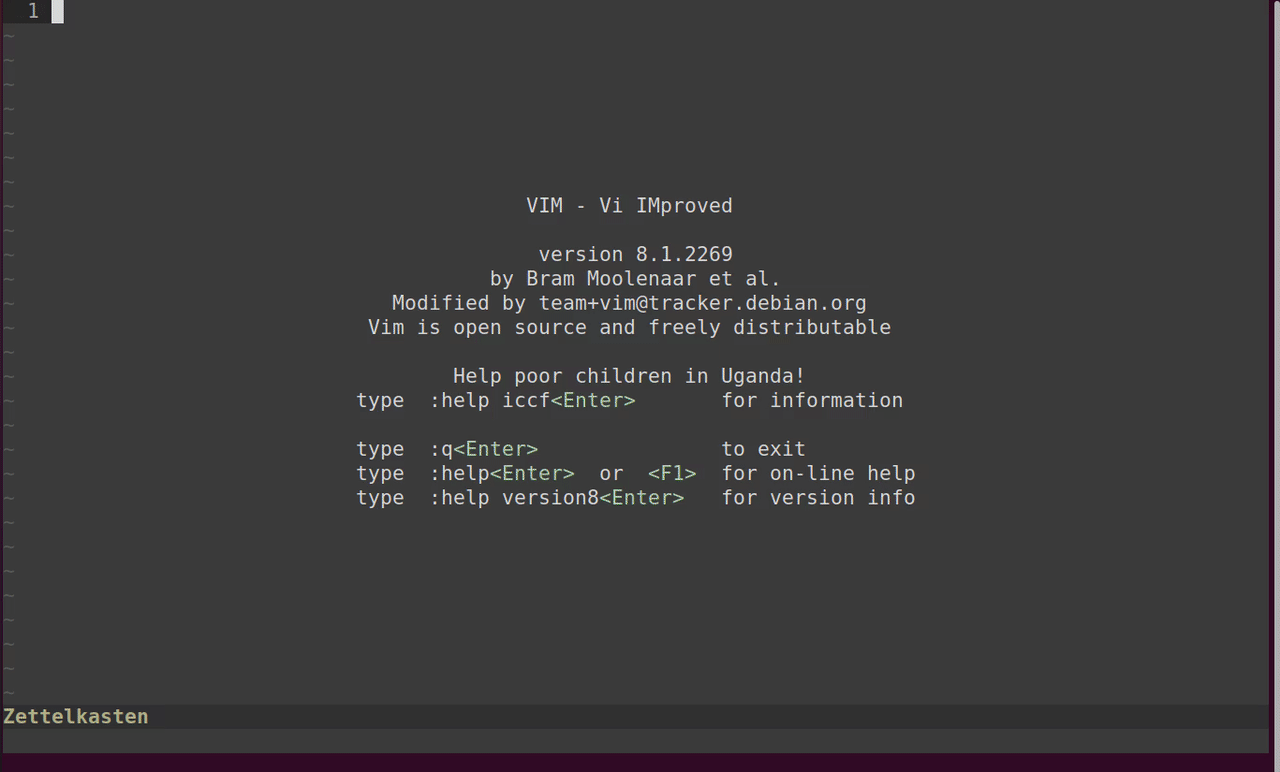 1
~
~
~
~
~
~
~
~ VIM - Vi IMproved
~
~ version 8.1.2269
~ by Bram Moolenaar et al.
~ Modified by team+vim@tracker.debian.org
~ Vim is open source and freely distributable
~
~ Help poor children in Uganda!
~ type :help iccf<Enter> for information
~
~ type :q<Enter> to exit
~ type :help<Enter> or <F1> for on-line help
~ type :help version8<Enter> for version info
~
~
~
~
~
~
~
~
Zettelkasten